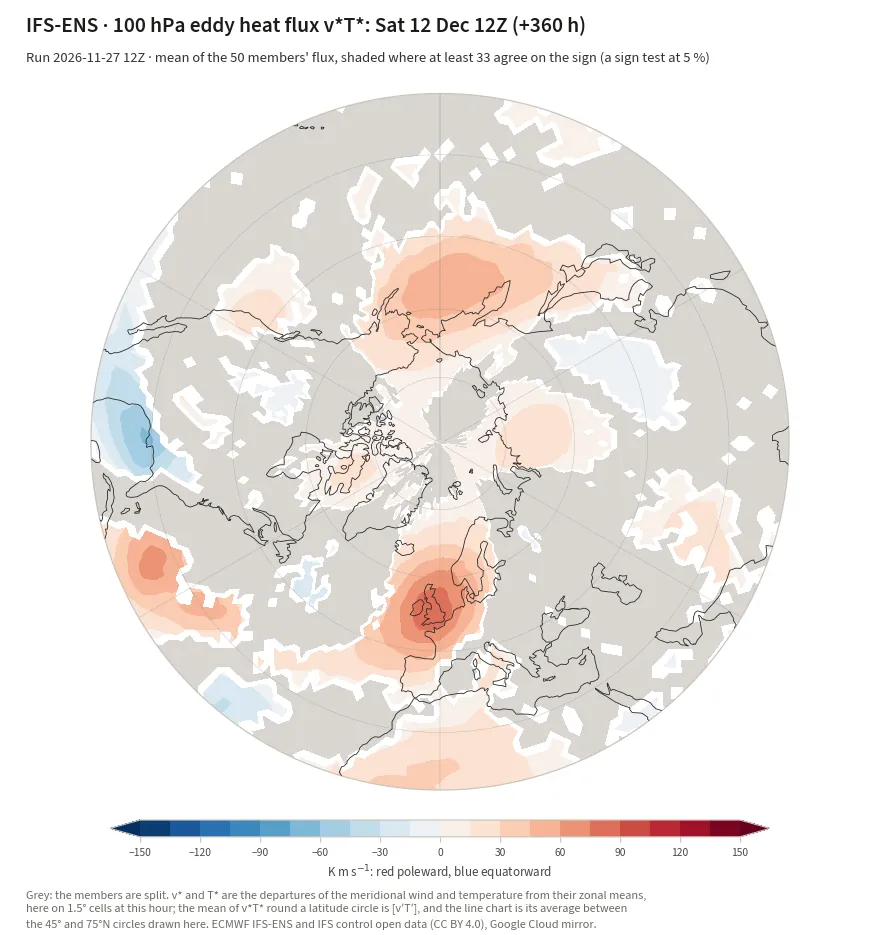 IFS-ENS · 100 hPa eddy heat flux v*T*: Sat 12 Dec 12Z (+360 h)
Run 2026-11-27 12Z · mean of the 50 members' flux, shaded where at least 33 agree on the sign (a sign test at 5 %)
−150 −120 −90 −60 −30 0 30 60 90 120 150
K m s⁻¹: red poleward, blue equatorward
Grey: the members are split. v* and T* are the departures of the meridional wind and temperature from their zonal means,
here on 1.5° cells at this hour; the mean of v*T* round a latitude circle is [v′T′], and the line chart is its average between
the 45° and 75°N circles drawn here. ECMWF IFS-ENS and IFS control open data (CC BY 4.0), Google Cloud mirror.